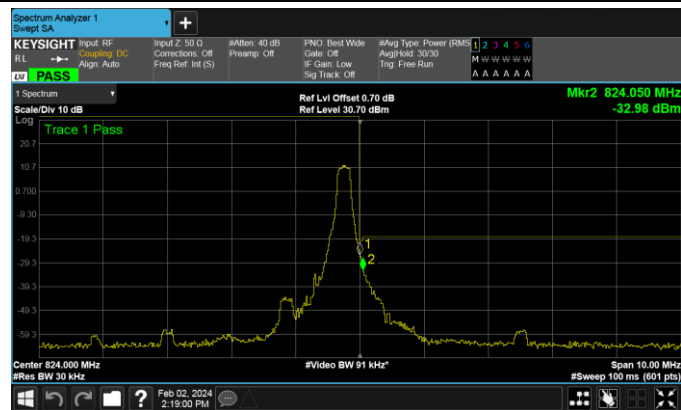 Spectrum Analyzer 1
Swept SA
+
KEYSIGHT
RL
PASS
Input: RF
Coupling: DC
Align: Auto
Input Z: 50 Ω
Corrections: Off
Freq Ref: Int (S)
#Atten: 40 dB
Preamp: Off
PNO: Best Wide
Gate: Off
IF Gain: Low
Sig Track: Off
#Avg Type: Power (RMS
Avg|Hold: 30/30
Trig: Free Run
1 2 3 4 5 6
M W W W W W
A A A A A A
1 Spectrum
Scale/Div 10 dB
Log
Ref Lvl Offset 0.70 dB
Ref Level 30.70 dBm
Mkr2 824.050 MHz
-32.98 dBm
Trace 1 Pass
20.7
10.7
0.700
-9.30
-19.3
-29.3
-39.3
-49.3
-59.3
1
2
Center 824.000 MHz
#Res BW 30 kHz
#Video BW 91 kHz*
Span 10.00 MHz
#Sweep 100 ms (601 pts)
?
Feb 02, 2024
2:19:00 PM